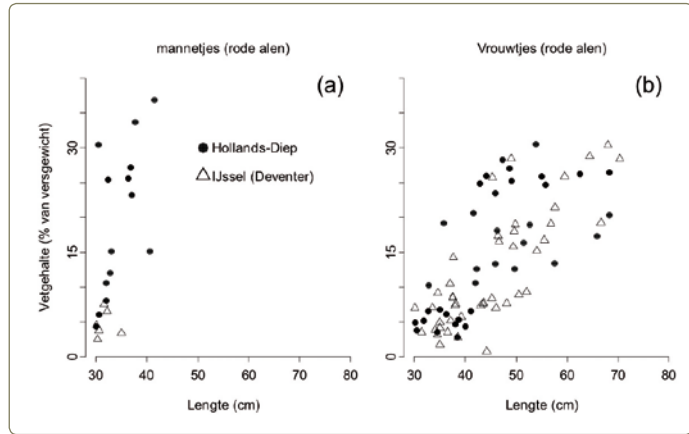 mannetjes (rode alen)
(a)
Vetgehalte (% van versgewicht)
30
15
0
Hollands-Diep
IJssel (Deventer)
30 40 50 60 70 80
Lengte (cm)
Vrouwtjes (rode alen)
(b)
30
15
0
30 40 50 60 70 80
Lengte (cm)